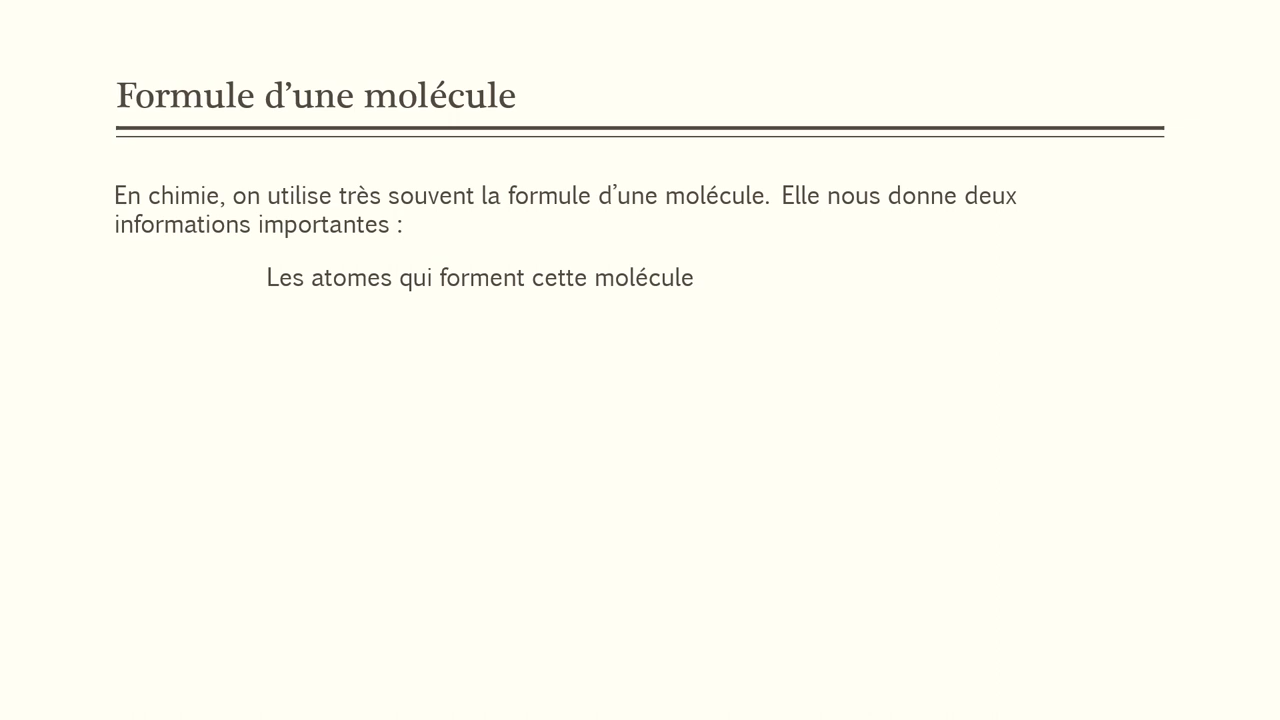 Formule d’une molécule
En chimie, on utilise très souvent la formule d’une molécule. Elle nous donne deux
informations importantes :
Les atomes qui forment cette molécule